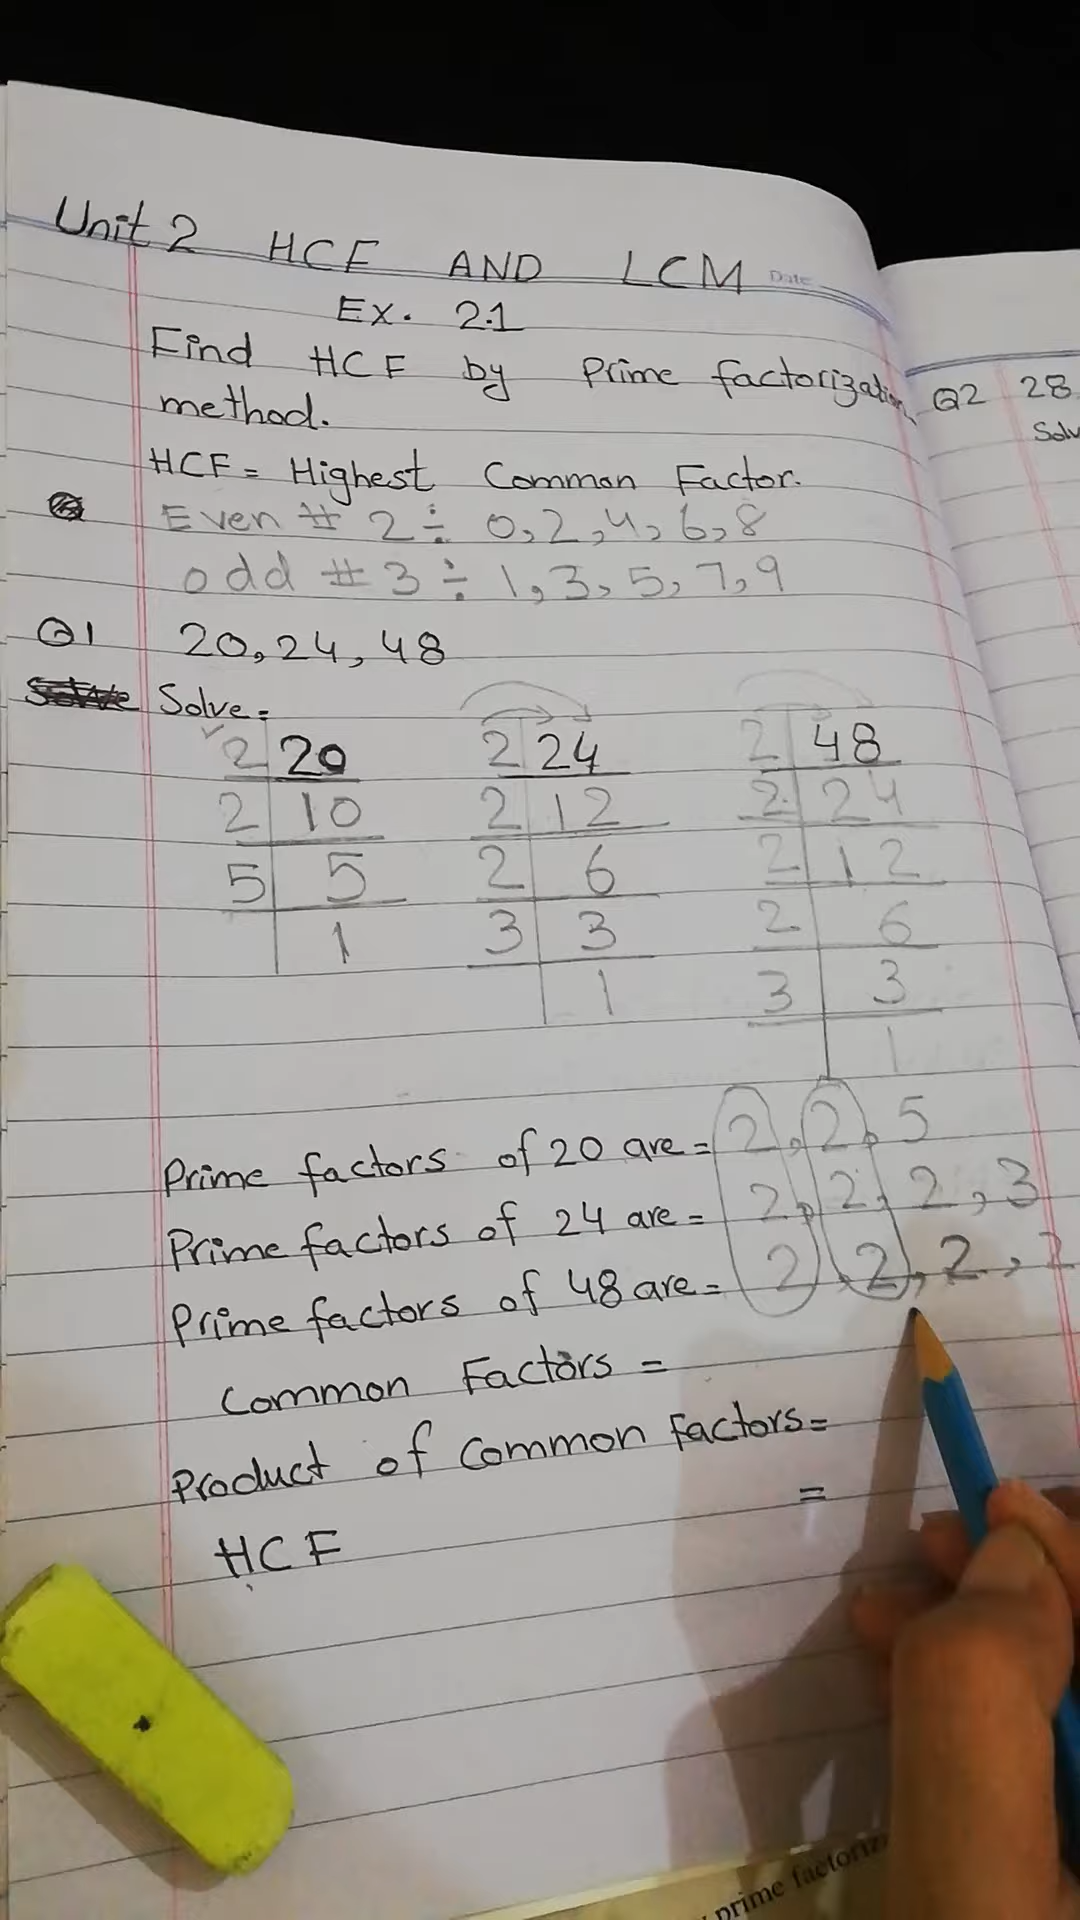 Unit 2 HCF AND LCM
Date
Ex. 2.1
Find HCF by Prime factorization
method.
HCF = Highest Common Factor.
Even # 2 ÷ 0,2,4,6,8
odd # 3 ÷ 1,3,5,7,9
Q1 20,24,48
Solve =
2 20 2 24 2 48
2 10 2 12 2 24
5 5 2 6 2 12
1 3 3 2 6
1 3 3
1
Prime factors of 20 are = 2,2,5
Prime factors of 24 are = 2,2,2,3
Prime factors of 48 are = 2,2,2,2
Common Factors =
Product of Common factors =
=
HCF
Q2 28
prime